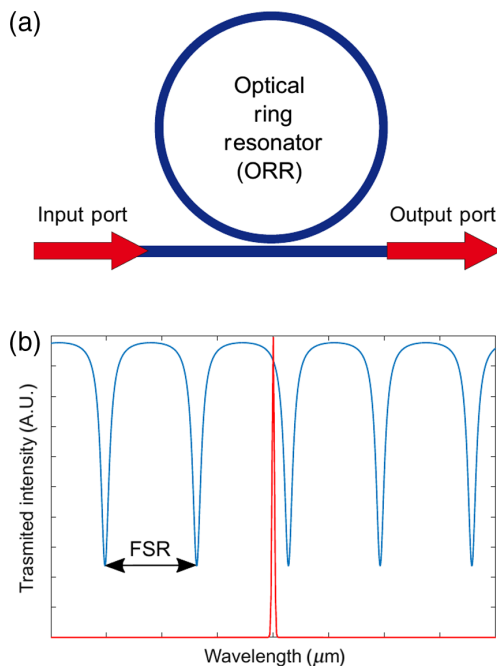 (a)
Optical
ring
resonator
(ORR)
Input port
Output port
(b)
Trasmited intensity (A.U.)
FSR
Wavelength (μm)